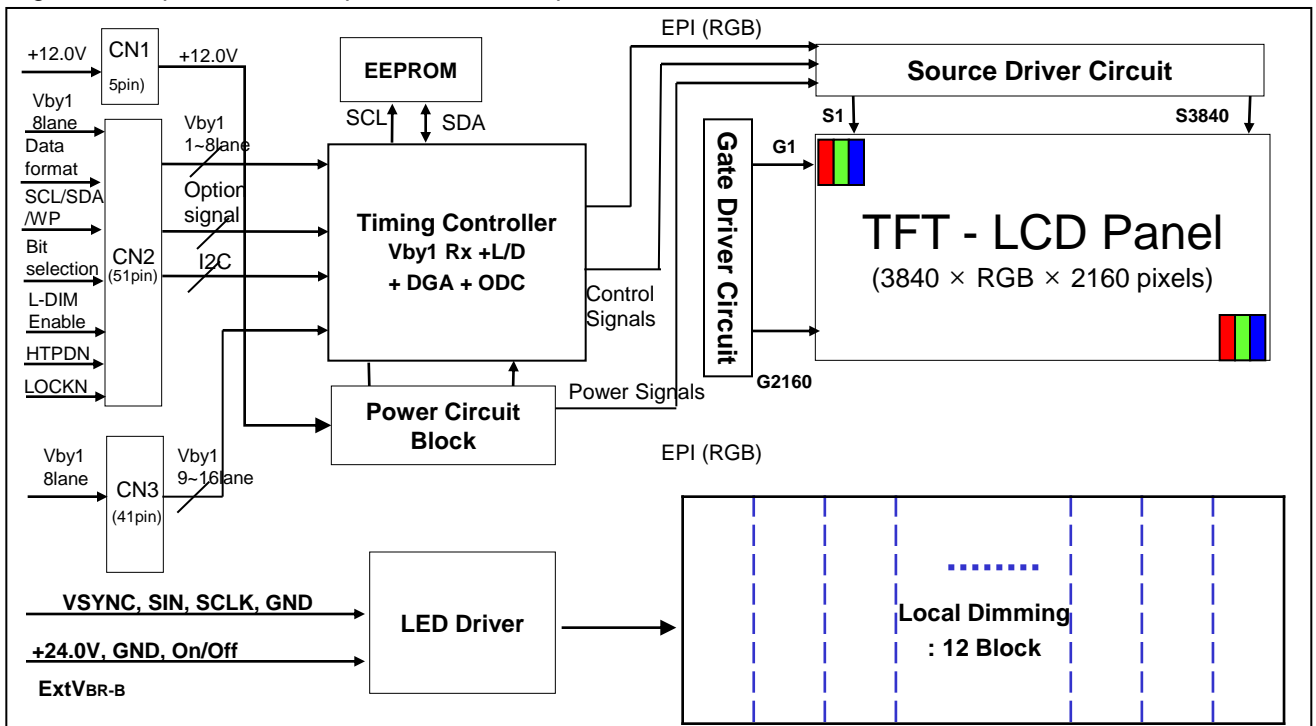 EPI (RGB)
+12.0V
CN1
5pin)
+12.0V
EEPROM
Source Driver Circuit
Vby1
8lane
Data
format
SCL/SDA
/WP
Bit
selection
L-DIM
Enable
HTPDN
LOCKN
CN2
(51pin)
Vby1
1~8lane
Option
signal
I2C
SCL
SDA
Timing Controller
Vby1 Rx +L/D
+ DGA + ODC
Control
Signals
Power Circuit
Block
Power Signals
Gate Driver Circuit
S1
S3840
G1
G2160
TFT - LCD Panel
(3840 × RGB × 2160 pixels)
EPI (RGB)
Vby1
8lane
CN3
(41pin)
Vby1
9~16lane
VSYNC, SIN, SCLK, GND
+24.0V, GND, On/Off
ExtVBR-B
LED Driver
Local Dimming
: 12 Block